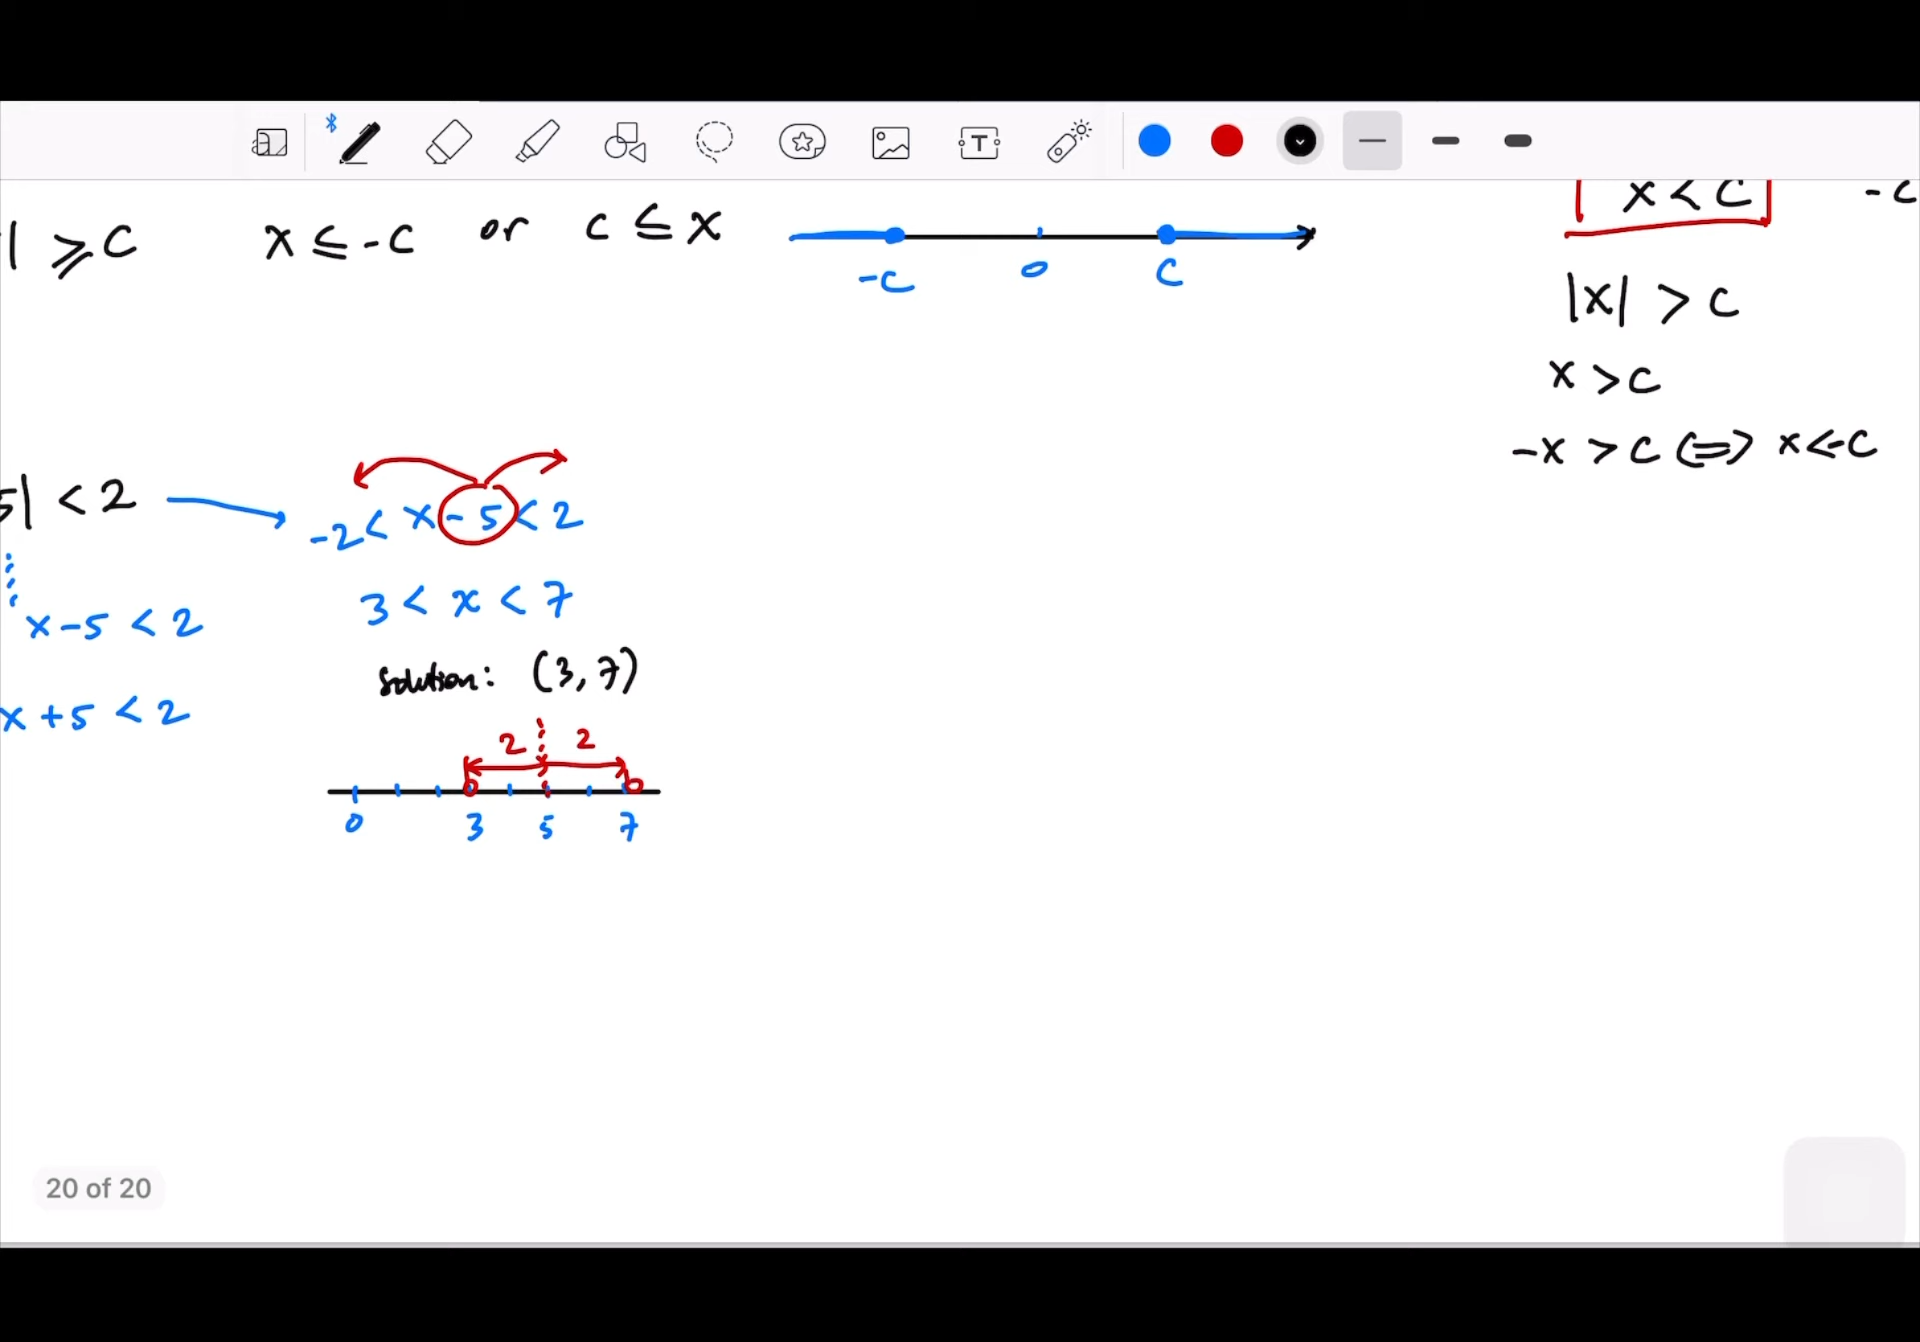 x < c
-c
| ⩾ c x ≤ -c or c ≤ x
-c 0 c
|x| > c
x > c
-x > c ⟺ x < -c
5| < 2
-2 < x - 5 < 2
3 < x < 7
x - 5 < 2
Solution: (3, 7)
x + 5 < 2
2 2
0 3 5 7
20 of 20